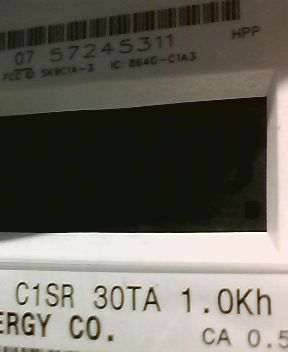 HPP
07 57245311
FCC ID: SK9C1A-3 IC: 864G-C1A3
C1SR 30TA 1.0Kh
ERGY CO.
CA 0.5